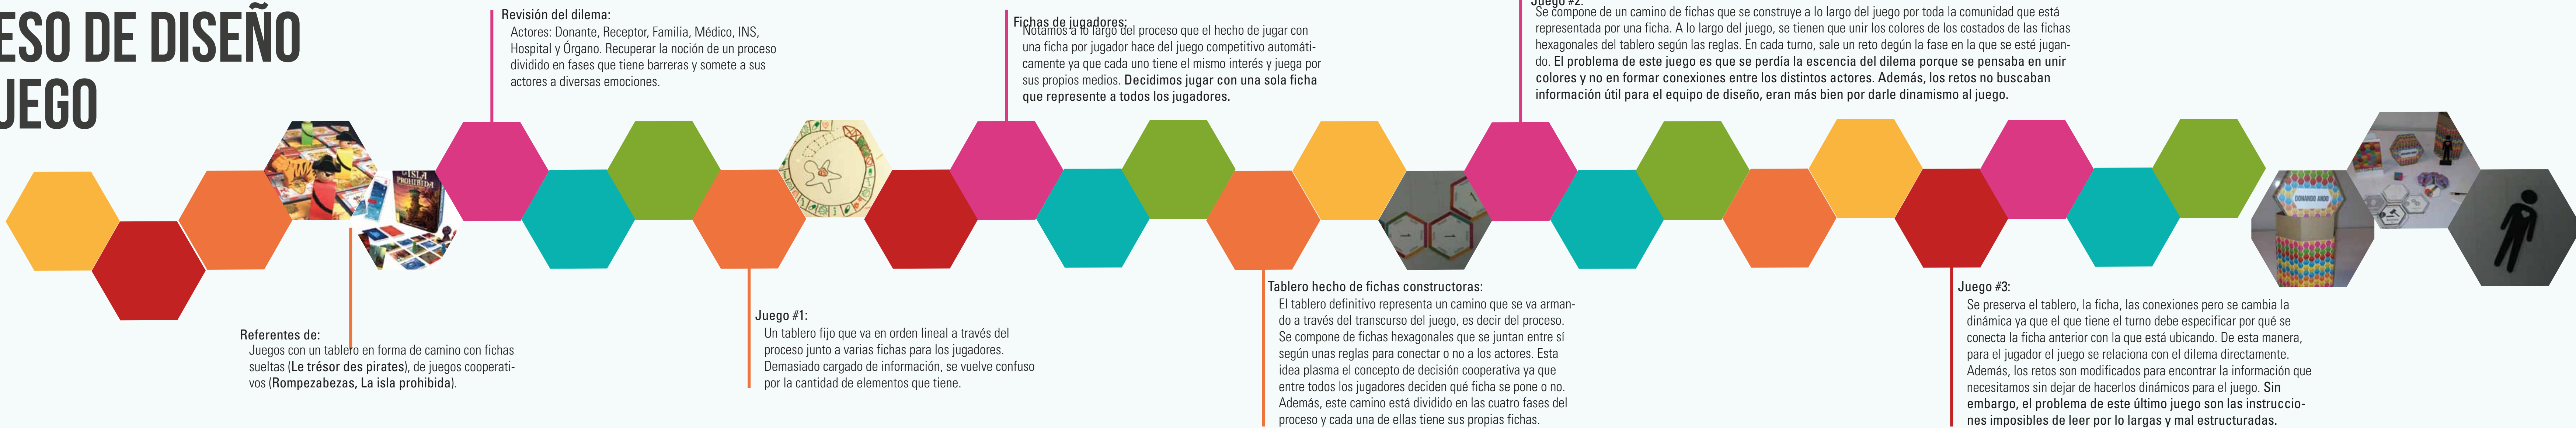 ESO DE DISEÑO
JUEGO
Revisión del dilema:
Actores: Donante, Receptor, Familia, Médico, INS,
Hospital y Órgano. Recuperar la noción de un proceso
dividido en fases que tiene barreras y somete a sus
actores a diversas emociones.
Fichas de jugadores:
Notamos a lo largo del proceso que el hecho de jugar con
una ficha por jugador hace del juego competitivo automáti-
camente ya que cada uno tiene el mismo interés y juega por
sus propios medios. Decidimos jugar con una sola ficha
que represente a todos los jugadores.
Juego #2:
Se compone de un camino de fichas que se construye a lo largo del juego por toda la comunidad que está
representada por una ficha. A lo largo del juego, se tienen que unir los colores de los costados de las fichas
hexagonales del tablero según las reglas. En cada turno, sale un reto degún la fase en la que se esté jugan-
do. El problema de este juego es que se perdía la escencia del dilema porque se pensaba en unir
colores y no en formar conexiones entre los distintos actores. Además, los retos no buscaban
información útil para el equipo de diseño, eran más bien por darle dinamismo al juego.
LA ISLA
PROHIBIDA
DONANDO ANDO
Referentes de:
Juegos con un tablero en forma de camino con fichas
sueltas (Le trésor des pirates), de juegos cooperati-
vos (Rompezabezas, La isla prohibida).
Juego #1:
Un tablero fijo que va en orden lineal a través del
proceso junto a varias fichas para los jugadores.
Demasiado cargado de información, se vuelve confuso
por la cantidad de elementos que tiene.
Tablero hecho de fichas constructoras:
El tablero definitivo representa un camino que se va arman-
do a través del transcurso del juego, es decir del proceso.
Se compone de fichas hexagonales que se juntan entre sí
según unas reglas para conectar o no a los actores. Esta
idea plasma el concepto de decisión cooperativa ya que
entre todos los jugadores deciden qué ficha se pone o no.
Además, este camino está dividido en las cuatro fases del
proceso y cada una de ellas tiene sus propias fichas.
Juego #3:
Se preserva el tablero, la ficha, las conexiones pero se cambia la
dinámica ya que el que tiene el turno debe especificar por qué se
conecta la ficha anterior con la que está ubicando. De esta manera,
para el jugador el juego se relaciona con el dilema directamente.
Además, los retos son modificados para encontrar la información que
necesitamos sin dejar de hacerlos dinámicos para el juego. Sin
embargo, el problema de este último juego son las instruccio-
nes imposibles de leer por lo largas y mal estructuradas.